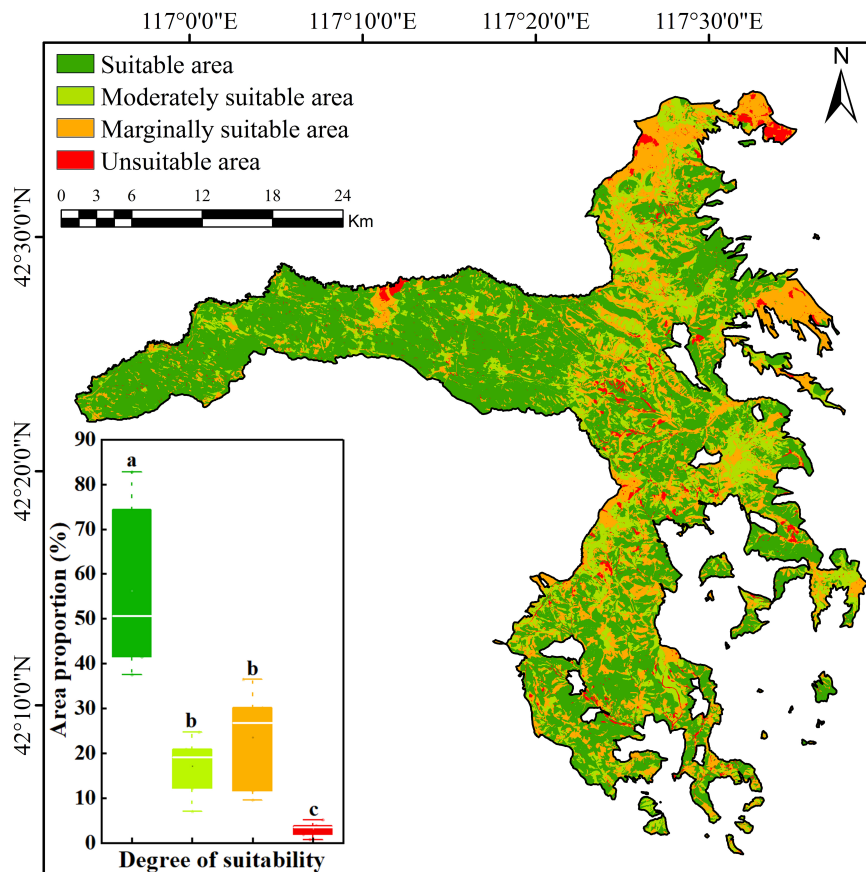 117°0'0"E 117°10'0"E 117°20'0"E 117°30'0"E
N
Suitable area
Moderately suitable area
Marginally suitable area
Unsuitable area
0 3 6 12 18 24
Km
42°30'0"N
42°20'0"N
42°10'0"N
Area proportion (%)
90
80
70
60
50
40
30
20
10
0
a
b
b
c
Degree of suitability